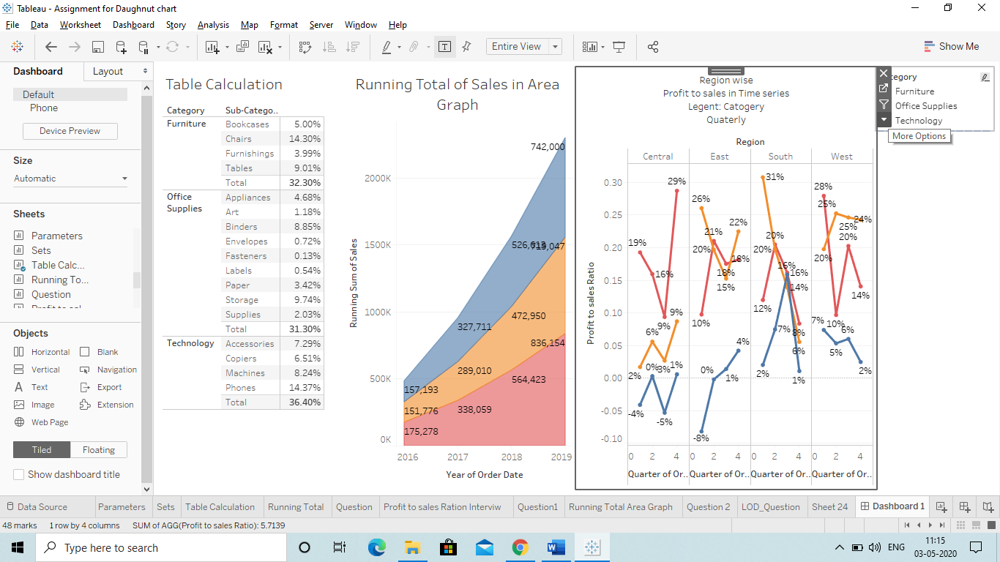 Tableau - Assignment for Daughnut chart
File Data Worksheet Dashboard Story Analysis Map Format Server Window Help
Entire View
Show Me
Dashboard Layout
Default
Phone
Device Preview
Size
Automatic
Sheets
Parameters
Sets
Table Calc...
Running To...
Question
Objects
Horizontal Blank
Vertical Navigation
Text Export
Image Extension
Web Page
Tiled Floating
Show dashboard title
Table Calculation
Category Sub-Catego..
Furniture Bookcases 5.00%
Chairs 14.30%
Furnishings 3.99%
Tables 9.01%
Total 32.30%
Office Supplies Appliances 4.68%
Art 1.18%
Binders 8.85%
Envelopes 0.72%
Fasteners 0.13%
Labels 0.54%
Paper 3.42%
Storage 9.74%
Supplies 2.03%
Total 31.30%
Technology Accessories 7.29%
Copiers 6.51%
Machines 8.24%
Phones 14.37%
Total 36.40%
Running Total of Sales in Area
Graph
Running Sum of Sales
2000K
1500K
1000K
500K
0K
742,000
526,613
719,047
327,711
472,950
836,154
289,010
564,423
157,193
151,776
338,059
175,278
2016 2017 2018 2019
Year of Order Date
Region wise
Profit to sales in Time series
Legent: Catogery
Quaterly
Region
Central East South West
Profit to sales Ratio
0.30
0.25
0.20
0.15
0.10
0.05
0.00
-0.05
-0.10
19% 16% 9% 29%
2% 6% 3% 9%
-4% 0% -5% 1%
26% 20% 15% 22%
10% 21% 18% 18%
-8% 0% 1% 4%
31% 20% 14% 6%
12% 20% 16% 8%
2% 7% 16% 1%
28% 10% 20% 14%
20% 25% 25% 24%
7% 5% 6% 2%
0 2 4 0 2 4 0 2 4 0 2 4
Quarter of Or.. Quarter of Or.. Quarter of Or.. Quarter of Or..
tegory
Furniture
Office Supplies
Technology
More Options
Data Source Parameters Sets Table Calculation Running Total Question Profit to sales Ration Interviw Question1 Running Total Area Graph Question 2 LOD_Question Sheet 24 Dashboard 1
48 marks 1 row by 4 columns SUM of AGG(Profit to sales Ratio): 5.7139
Type here to search
ENG
11:15
03-05-2020